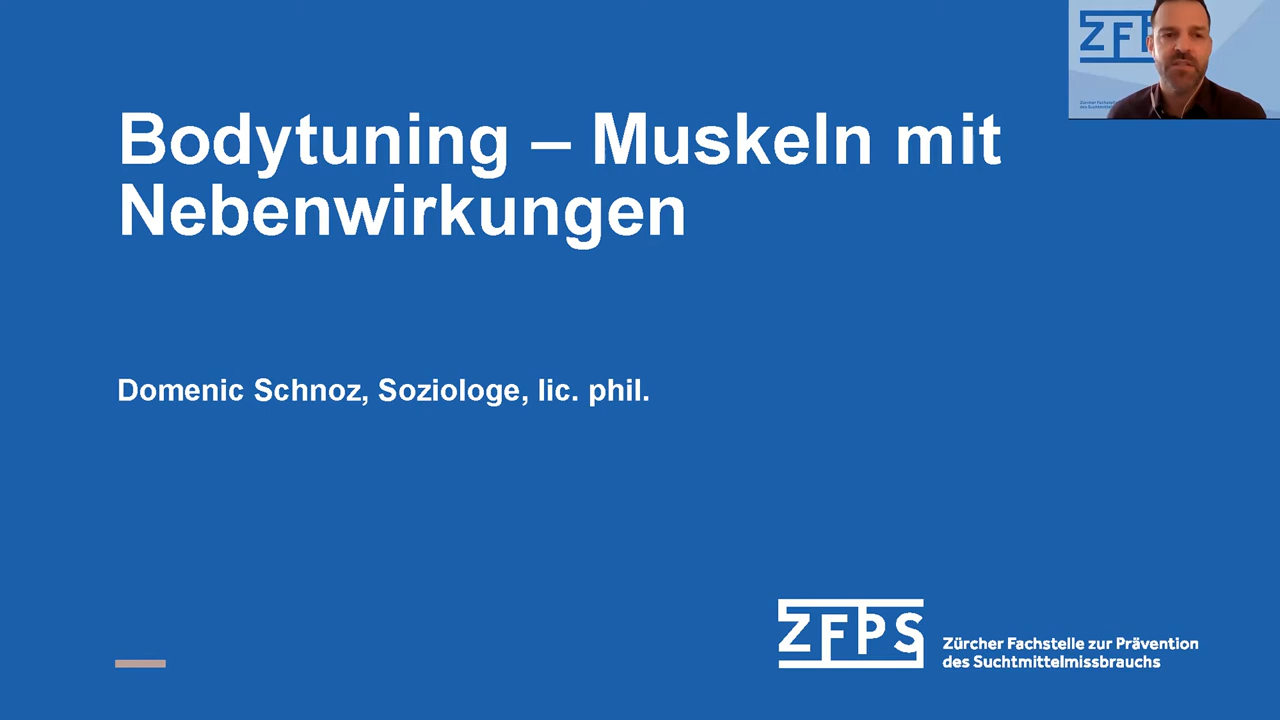 Bodytuning – Muskeln mit
Nebenwirkungen
Domenic Schnoz, Soziologe, lic. phil.
ZFPS
Zürcher Fachstelle zur Prävention
des Suchtmittelmissbrauchs